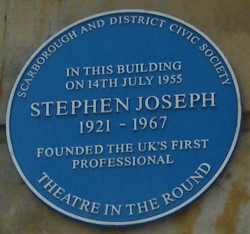 SCARBOROUGH AND DISTRICT CIVIC SOCIETY
IN THIS BUILDING
ON 14TH JULY 1955
STEPHEN JOSEPH
1921 - 1967
FOUNDED THE UK'S FIRST
PROFESSIONAL
THEATRE IN THE ROUND